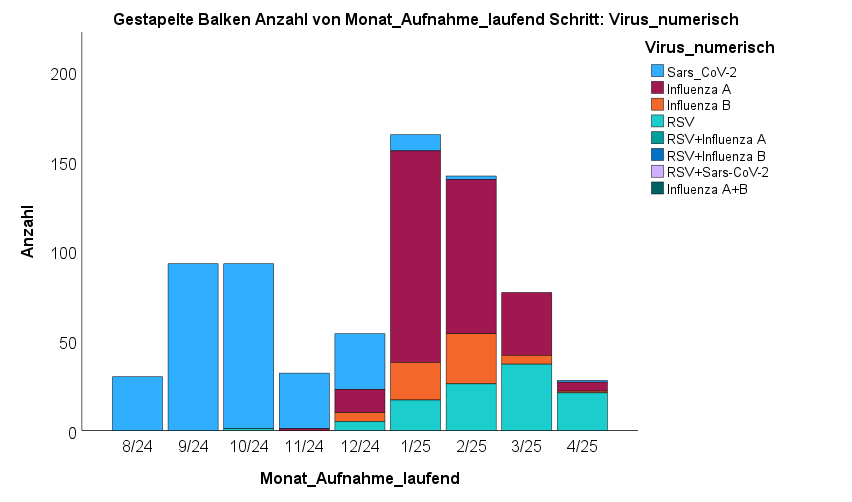 Gestapelte Balken Anzahl von Monat_Aufnahme_laufend Schritt: Virus_numerisch
Virus_numerisch
Sars_CoV-2
Influenza A
Influenza B
RSV
RSV+Influenza A
RSV+Influenza B
RSV+Sars-CoV-2
Influenza A+B
Anzahl
200
150
100
50
0
8/24 9/24 10/24 11/24 12/24 1/25 2/25 3/25 4/25
Monat_Aufnahme_laufend